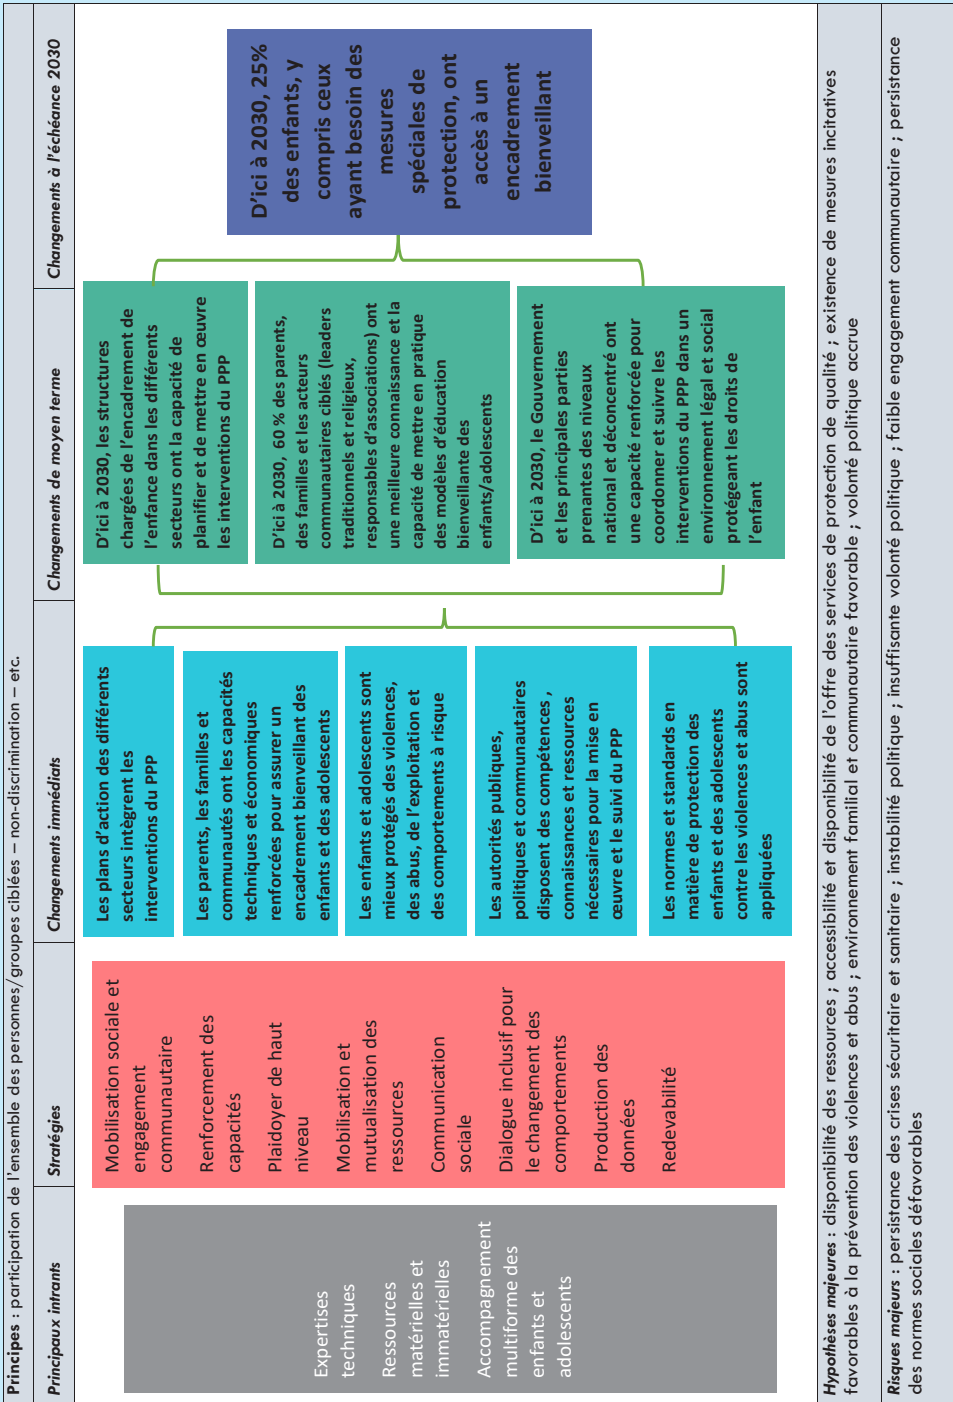 Principes : participation de l'ensemble des personnes/groupes ciblées – non-discrimination – etc.
Principaux intrants
Stratégies
Changements immédiats
Changements de moyen terme
Changements à l'échéance 2030
Expertises
techniques
Ressources
matérielles et
immatérielles
Accompagnement
multiforme des
enfants et
adolescents
Mobilisation sociale et
engagement
communautaire
Renforcement des
capacités
Plaidoyer de haut
niveau
Mobilisation et
mutualisation des
ressources
Communication
sociale
Dialogue inclusif pour
le changement des
comportements
Production des
données
Redevabilité
Les plans d'action des différents
secteurs intègrent les
interventions du PPP
Les parents, les familles et
communautés ont les capacités
techniques et économiques
renforcées pour assurer un
encadrement bienveillant des
enfants et des adolescents
Les enfants et adolescents sont
mieux protégés des violences,
des abus, de l'exploitation et
des comportements à risque
Les autorités publiques,
politiques et communautaires
disposent des compétences ,
connaissances et ressources
nécessaires pour la mise en
œuvre et le suivi du PPP
Les normes et standards en
matière de protection des
enfants et des adolescents
contre les violences et abus sont
appliquées
D'ici à 2030, les structures
chargées de l'encadrement de
l'enfance dans les différents
secteurs ont la capacité de
planifier et de mettre en œuvre
les interventions du PPP
D'ici à 2030, 60 % des parents,
des familles et les acteurs
communautaires ciblés (leaders
traditionnels et religieux,
responsables d'associations) ont
une meilleure connaissance et la
capacité de mettre en pratique
des modèles d'éducation
bienveillante des
enfants/adolescents
D'ici à 2030, le Gouvernement
et les principales parties
prenantes des niveaux
national et déconcentré ont
une capacité renforcée pour
coordonner et suivre les
interventions du PPP dans un
environnement légal et social
protégeant les droits de
l'enfant
D'ici à 2030, 25%
des enfants, y
compris ceux
ayant besoin des
mesures
spéciales de
protection, ont
accès à un
encadrement
bienveillant
Hypothèses majeures : disponibilité des ressources ; accessibilité et disponibilité de l'offre des services de protection de qualité ; existence de mesures incitatives
favorables à la prévention des violences et abus ; environnement familial et communautaire favorable ; volonté politique accrue
Risques majeurs : persistance des crises sécuritaire et sanitaire ; instabilité politique ; insuffisante volonté politique ; faible engagement communautaire ; persistance
des normes sociales défavorables